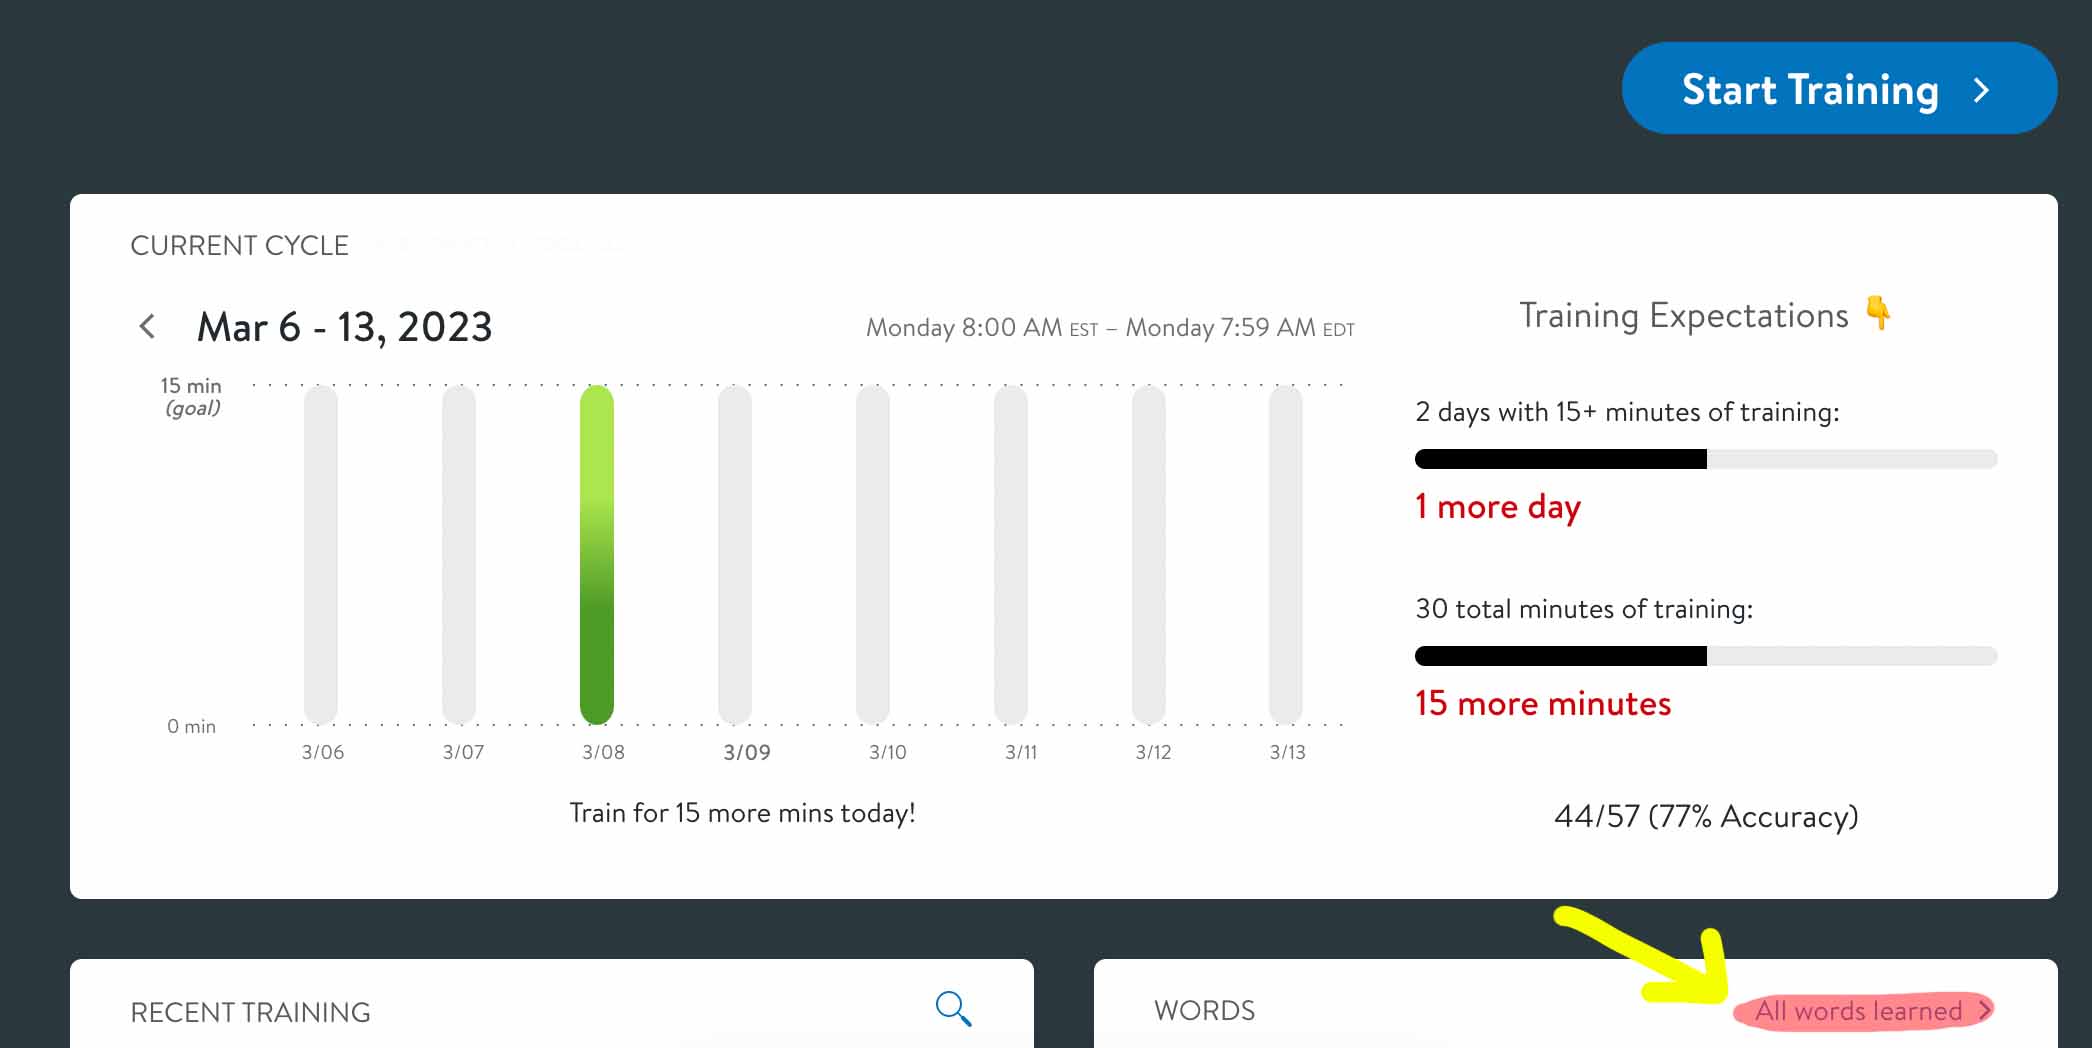 Start Training
CURRENT CYCLE
Mar 6 - 13, 2023
Monday 8:00 AM EST – Monday 7:59 AM EDT
15 min
(goal)
0 min
3/06 3/07 3/08 3/09 3/10 3/11 3/12 3/13
Train for 15 more mins today!
Training Expectations 👇
2 days with 15+ minutes of training:
1 more day
30 total minutes of training:
15 more minutes
44/57 (77% Accuracy)
RECENT TRAINING
WORDS
All words learned